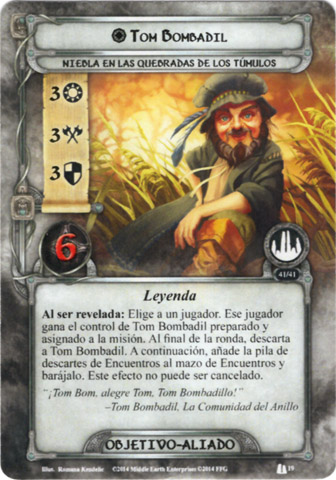 Tom Bombadil
Niebla en las Quebradas de los Túmulos
3
3
3
6
41/41
Leyenda
Al ser revelada: Elige a un jugador. Ese jugador
gana el control de Tom Bombadil preparado y
asignado a la misión. Al final de la ronda, descarta
a Tom Bombadil. A continuación, añade la pila de
descartes de Encuentros al mazo de Encuentros y
barájalo. Este efecto no puede ser cancelado.
“¡Tom Bom, alegre Tom, Tom Bombadillo!”
–Tom Bombadil, La Comunidad del Anillo
Objetivo-Aliado
Illus. Romana Kendelic ©2014 Middle Earth Enterprises ©2014 FFG 19